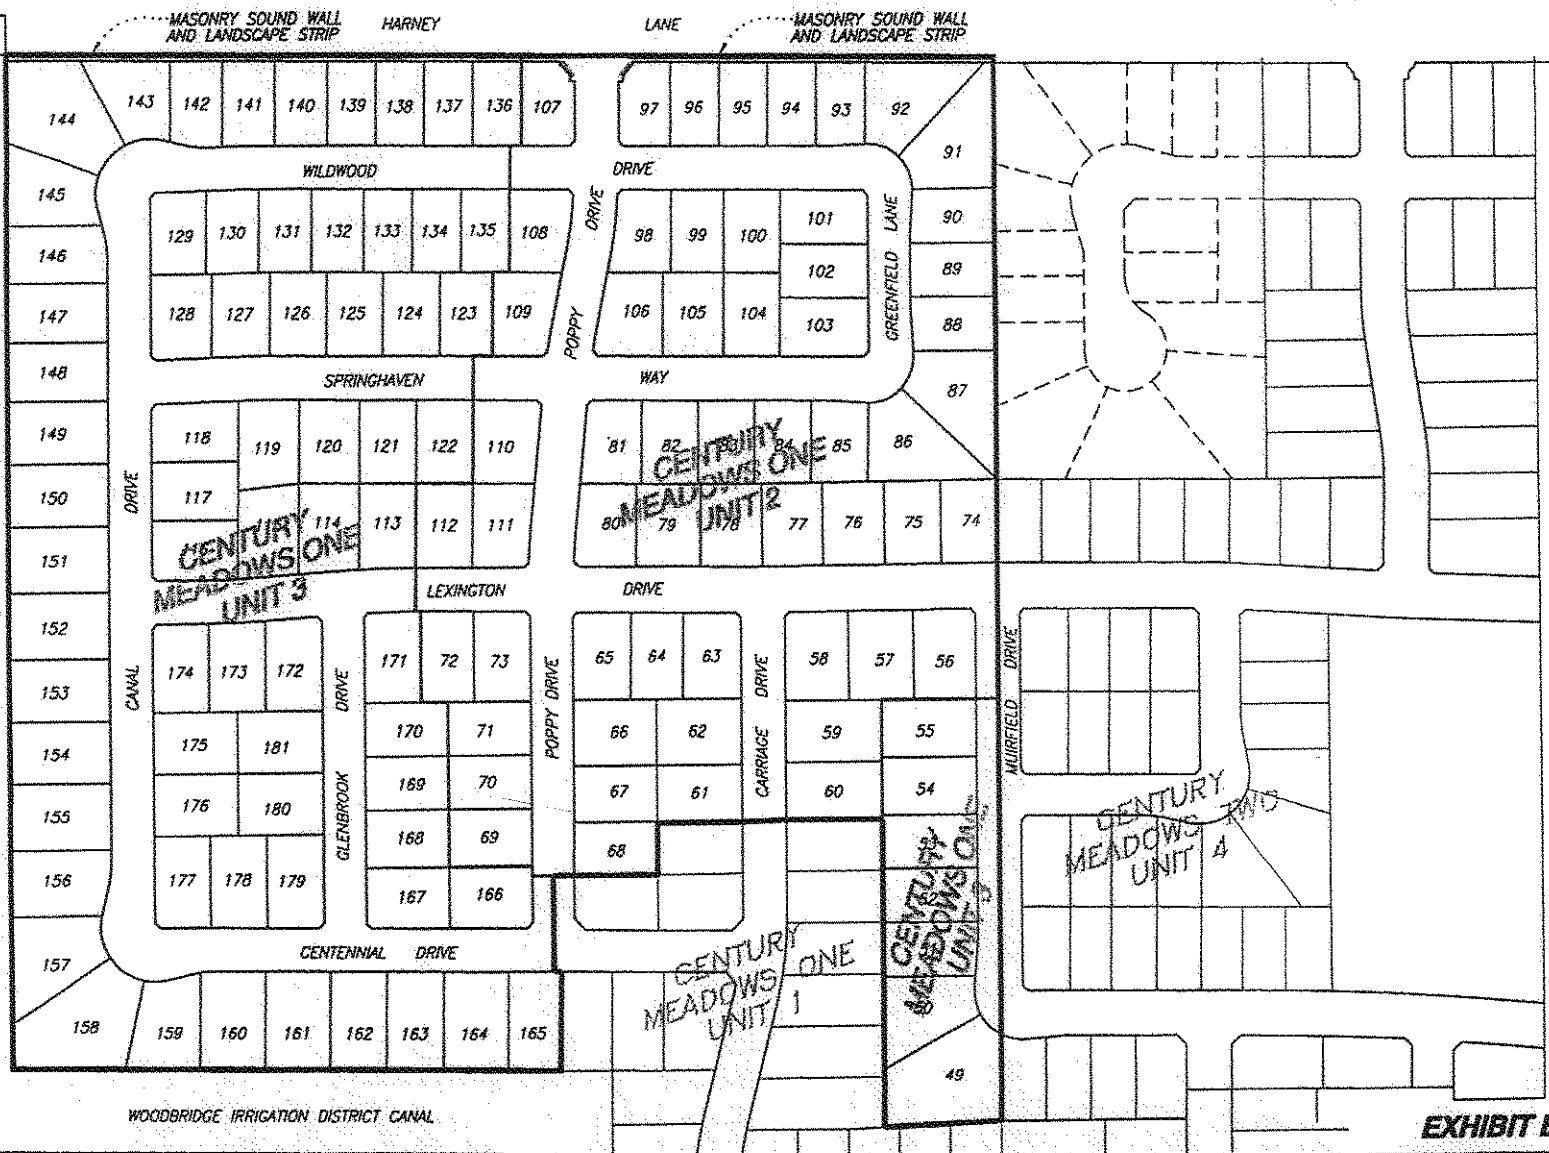 MASONRY SOUND WALL
AND LANDSCAPE STRIP
HARNEY LANE
MASONRY SOUND WALL
AND LANDSCAPE STRIP
144 143 142 141 140 139 138 137 136 107 97 96 95 94 93 92
91
WILDWOOD DRIVE
145
129 130 131 132 133 134 135 108
POPPY DRIVE
98 99 100 101
GREENFIELD LANE
90
146
102
89
147
128 127 126 125 124 123 109
106 105 104 103
88
148
SPRINGHAVEN WAY
87
149
118 119 120 121 122 110
81 82 83 84 85 86
CENTURY
MEADOWS ONE
UNIT 2
150
DRIVE
117
114 113 112 111
80 79 78 77 76 75 74
CENTURY
MEADOWS ONE
UNIT 3
151
LEXINGTON DRIVE
152
CANAL
174 173 172
GLENBROOK DRIVE
171 72 73
POPPY DRIVE
65 64 63
CARRIAGE DRIVE
58 57 56
MUIRFIELD DRIVE
153
154
175 181
170 71
66 62
59 55
155
176 180
169 70
67 61
60 54
CENTURY
MEADOWS TWO
UNIT 4
168 69
68
156
177 178 179
167 166
CENTURY
MEADOWS ONE
UNIT 3
157
CENTENNIAL DRIVE
CENTURY
MEADOWS ONE
UNIT 1
158 159 160 161 162 163 164 165
49
WOODBRIDGE IRRIGATION DISTRICT CANAL
EXHIBIT